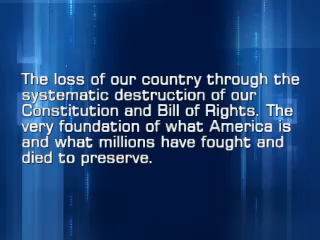 The loss of our country through the
systematic destruction of our
Constitution and Bill of Rights. The
very foundation of what America is
and what millions have fought and
died to preserve.